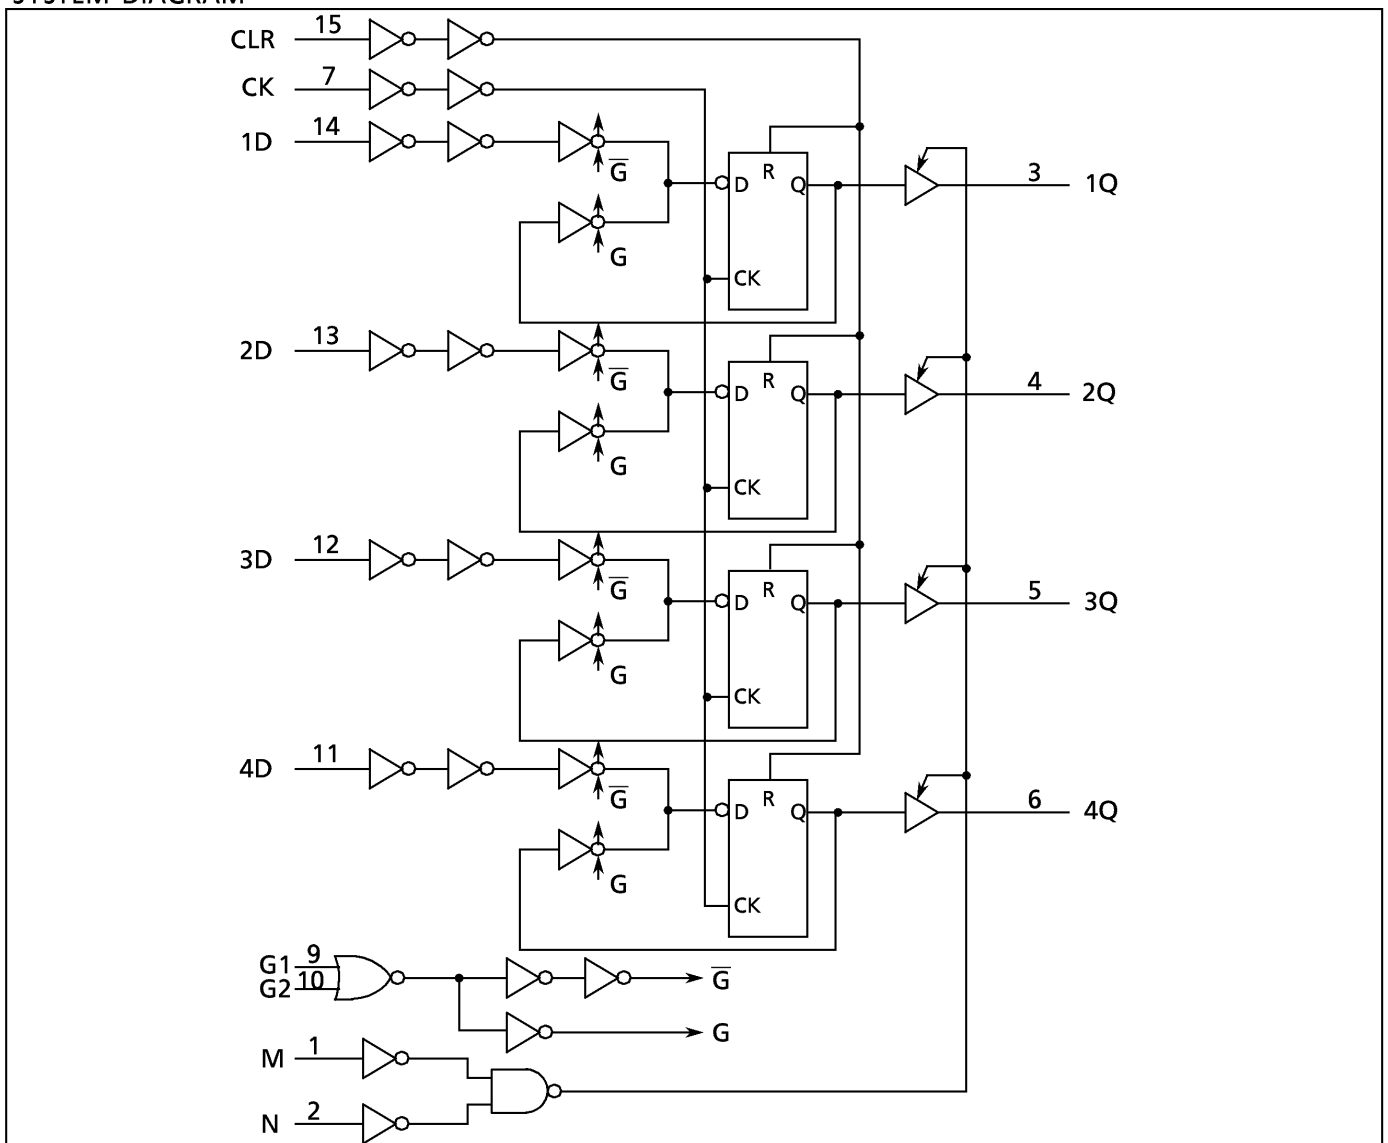 SYSTEM DIAGRAM
CLR 15
CK 7
1D 14
G̅
G
D R Q
CK
3 1Q
2D 13
G̅
G
D R Q
CK
4 2Q
3D 12
G̅
G
D R Q
CK
5 3Q
4D 11
G̅
G
D R Q
CK
6 4Q
G1 9
G2 10
G̅
G
M 1
N 2